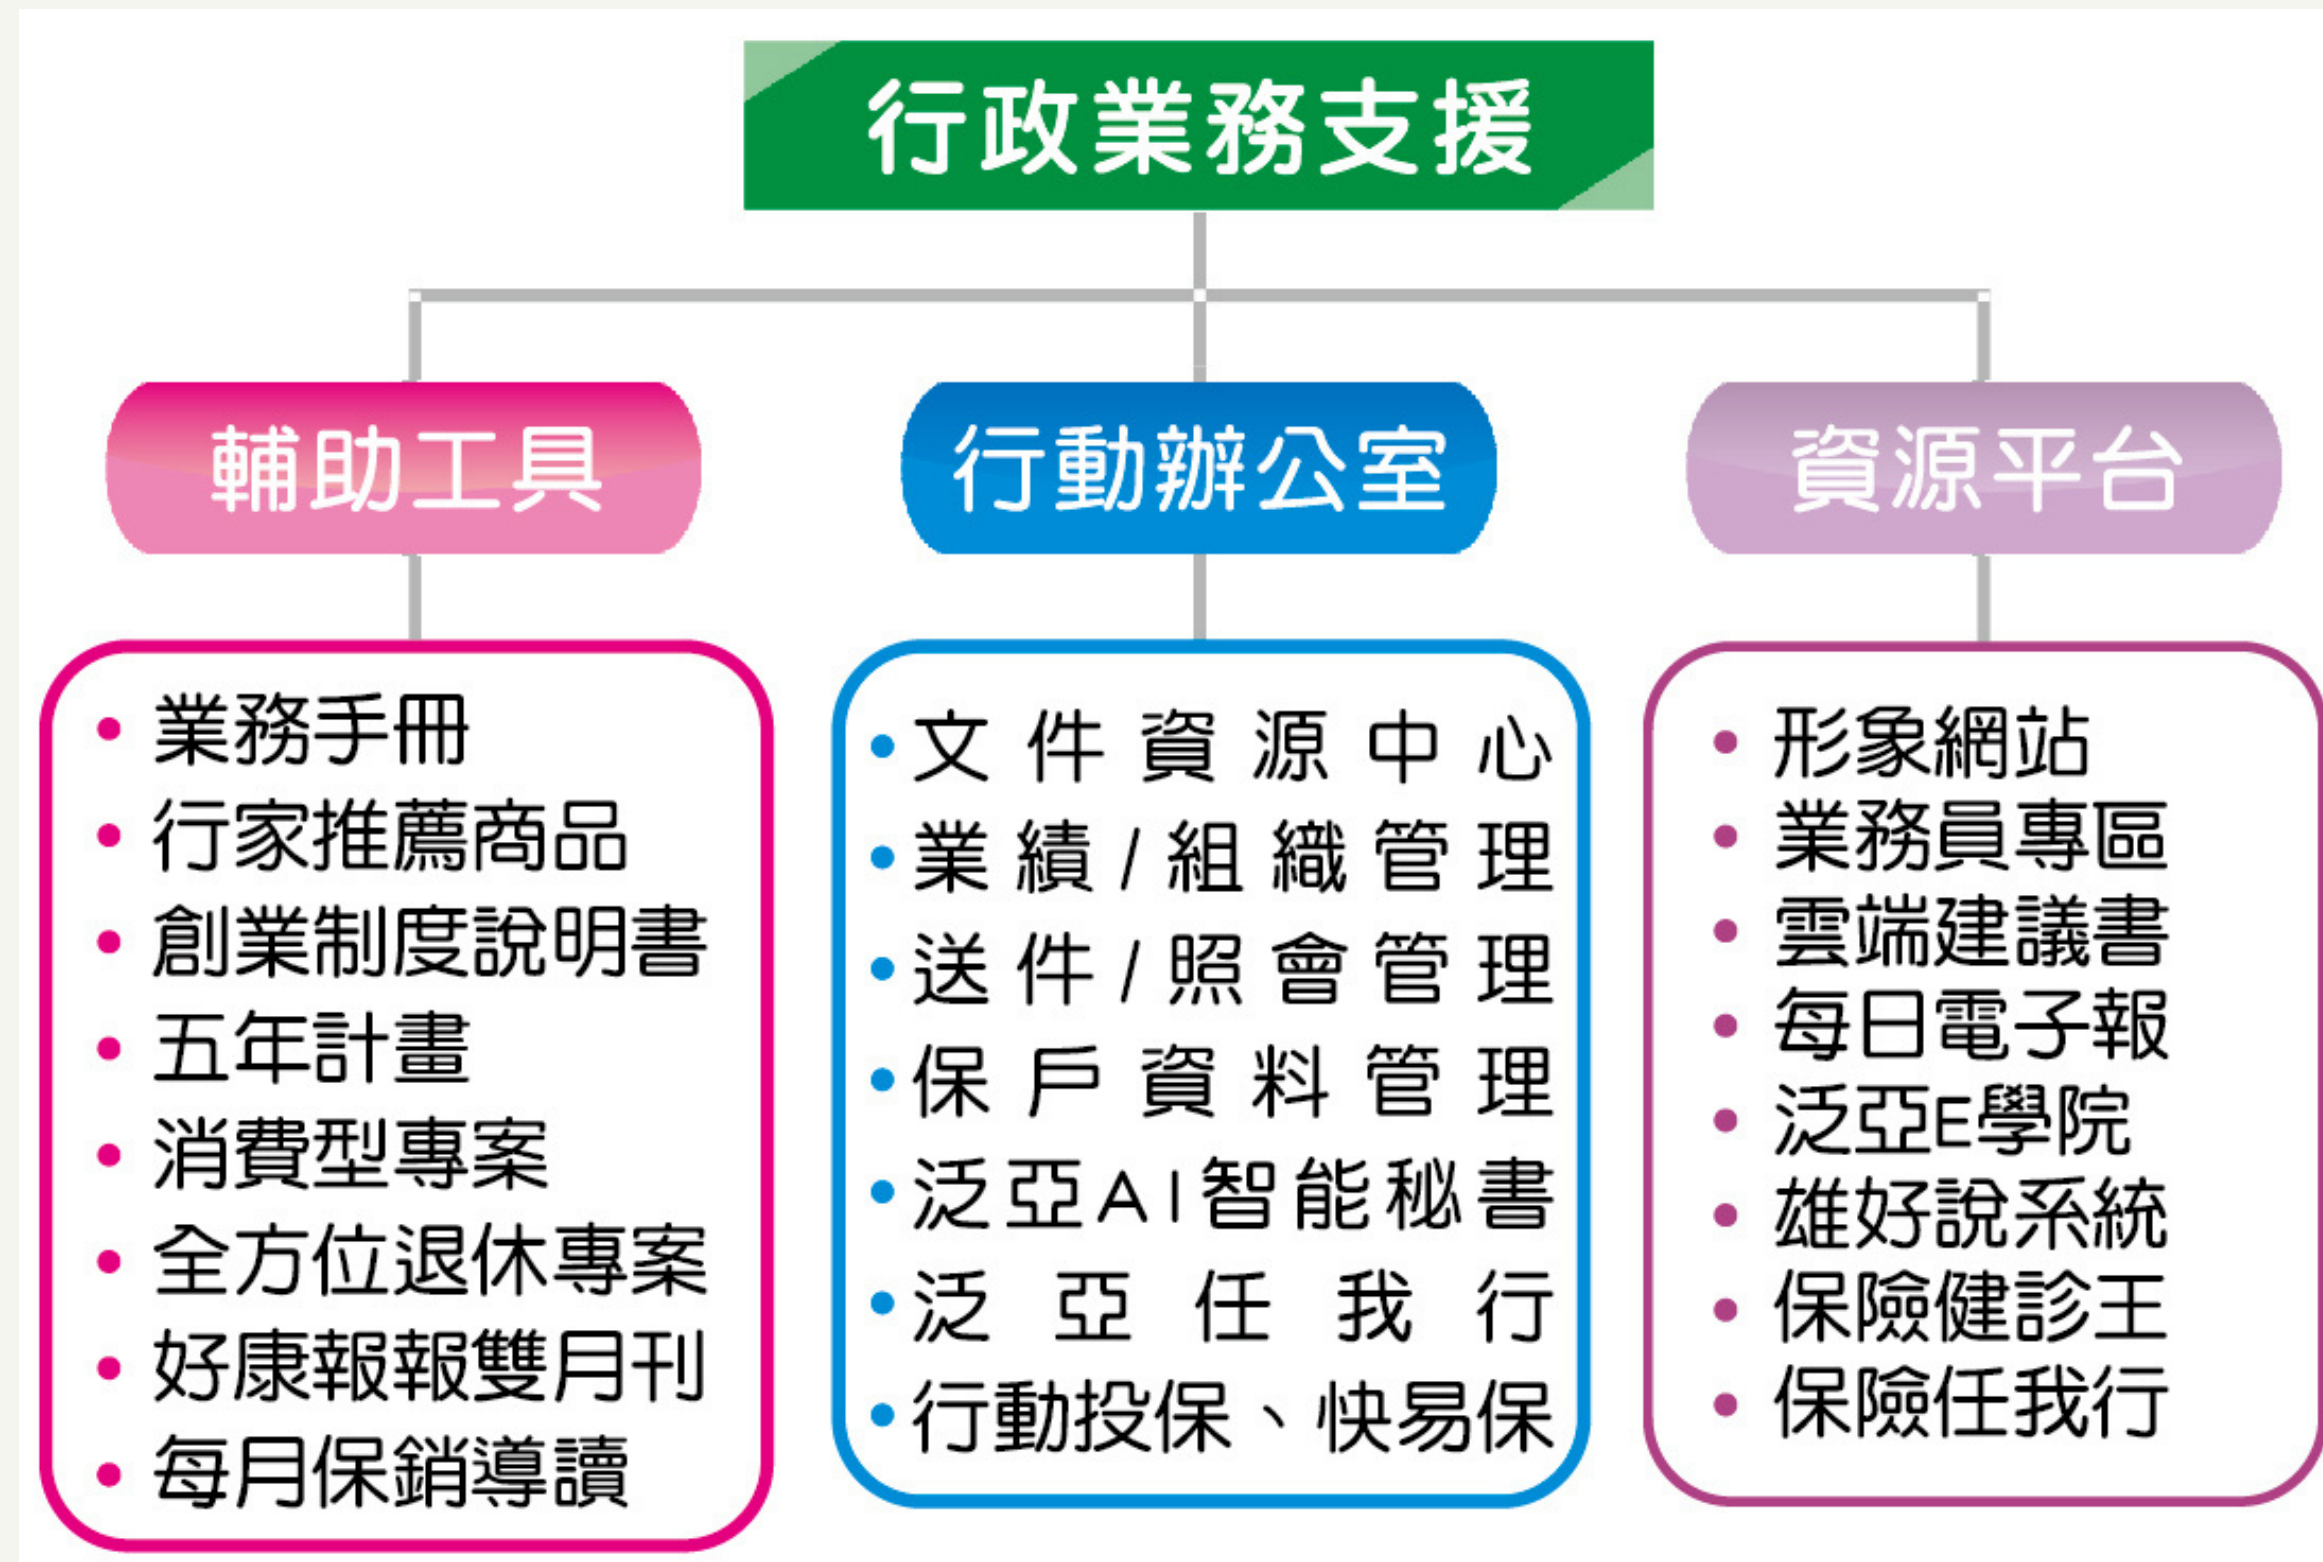 行政業務支援
輔助工具
• 業務手冊
• 行家推薦商品
• 創業制度說明書
• 五年計畫
• 消費型專案
• 全方位退休專案
• 好康報報雙月刊
• 每月保銷導讀
行動辦公室
• 文件資源中心
• 業績/組織管理
• 送件/照會管理
• 保戶資料管理
• 泛亞AI智能秘書
• 泛亞任我行
• 行動投保、快易保
資源平台
• 形象網站
• 業務員專區
• 雲端建議書
• 每日電子報
• 泛亞E學院
• 雄好說系統
• 保險健診王
• 保險任我行